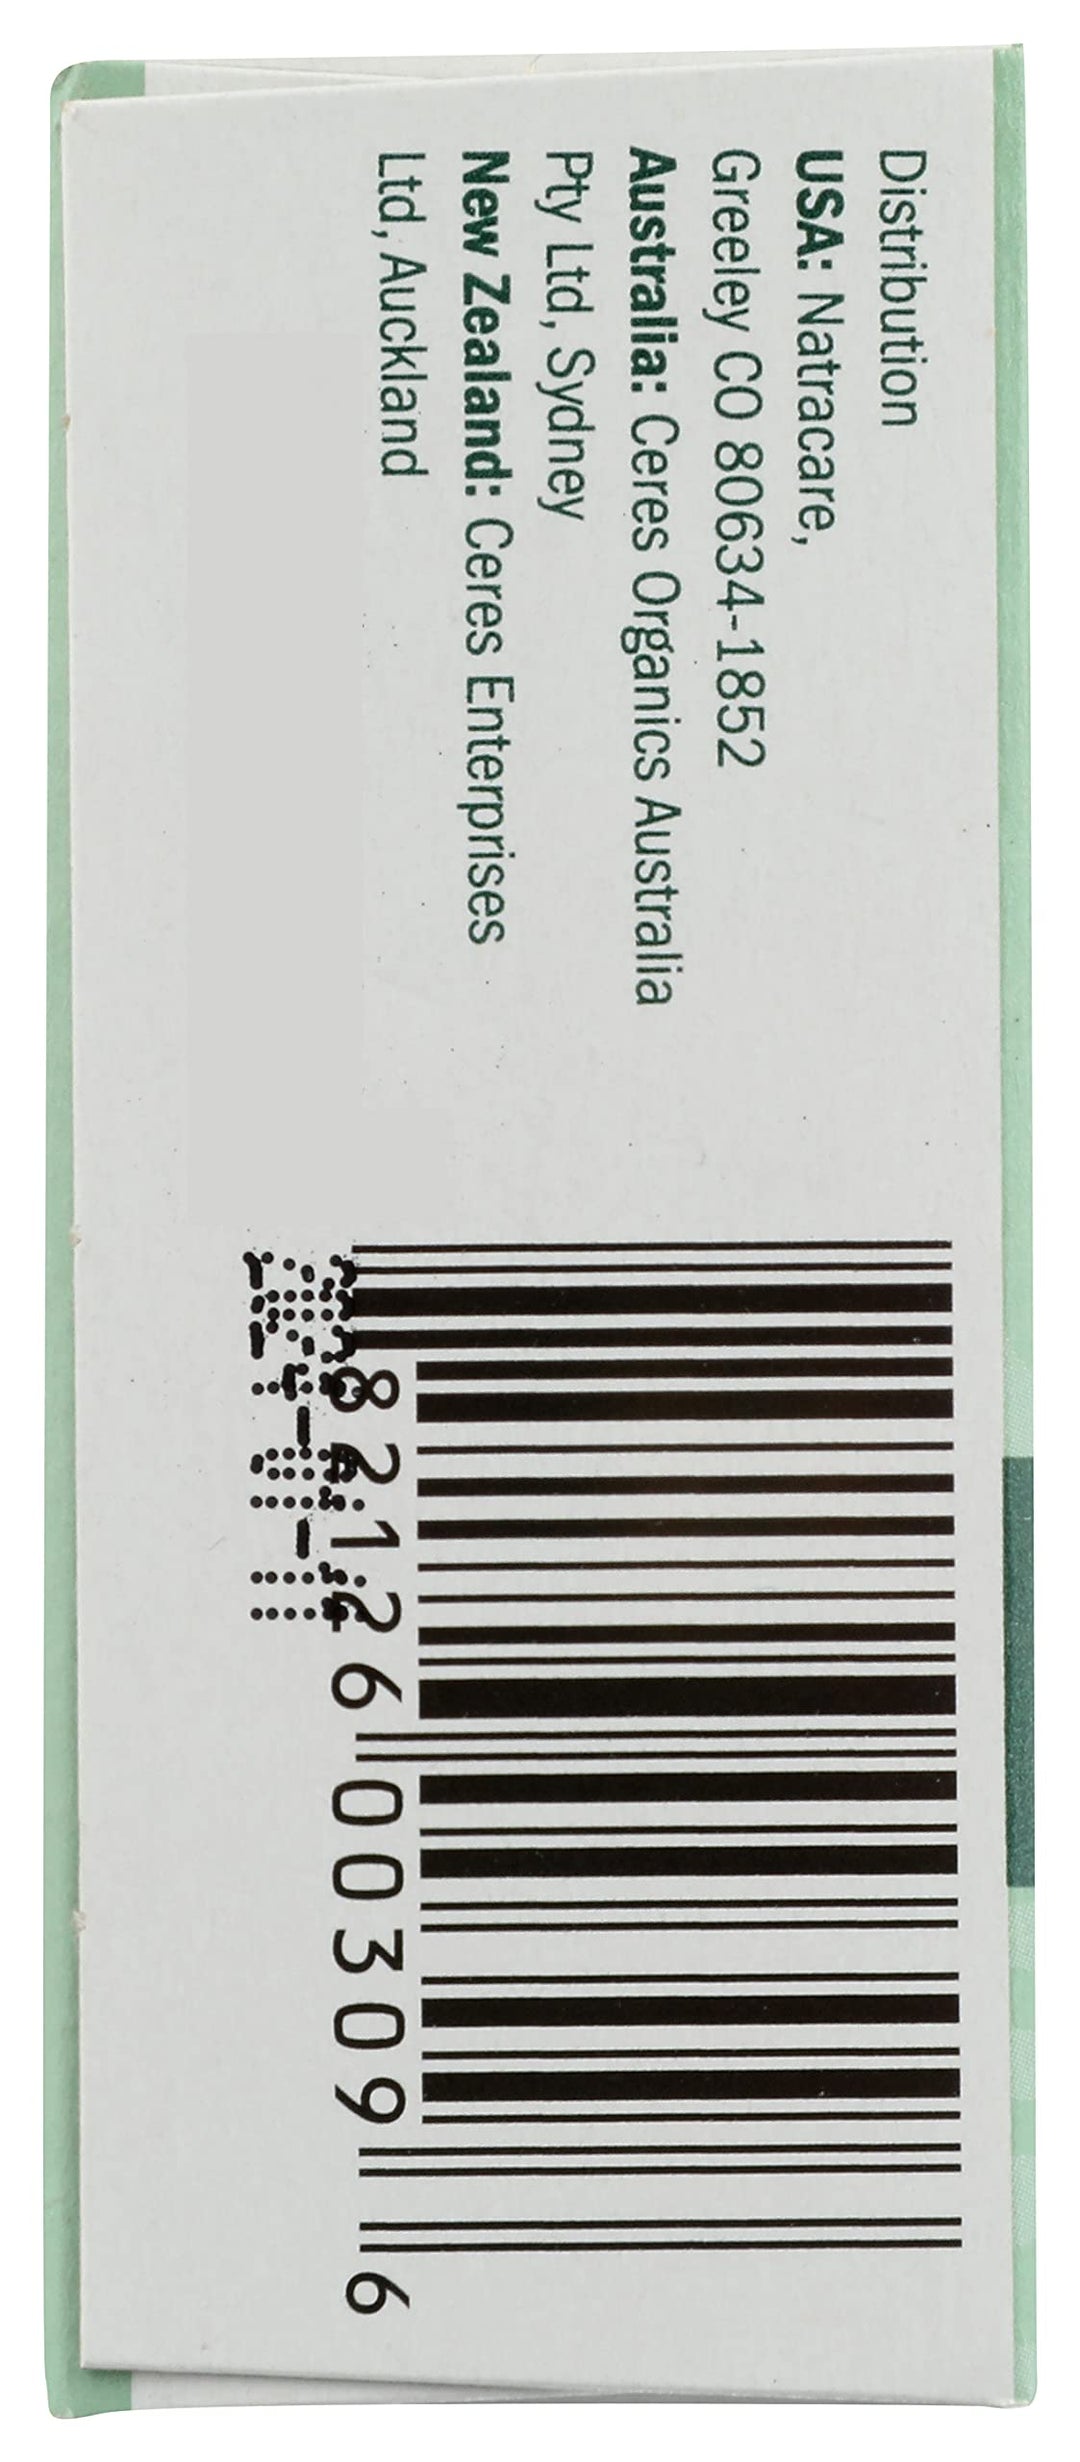 Distribution
USA: Natracare,
Greeley CO 80634-1852
Australia: Ceres Organics Australia
Pty Ltd, Sydney
New Zealand: Ceres Enterprises
Ltd, Auckland
82126 00309 6